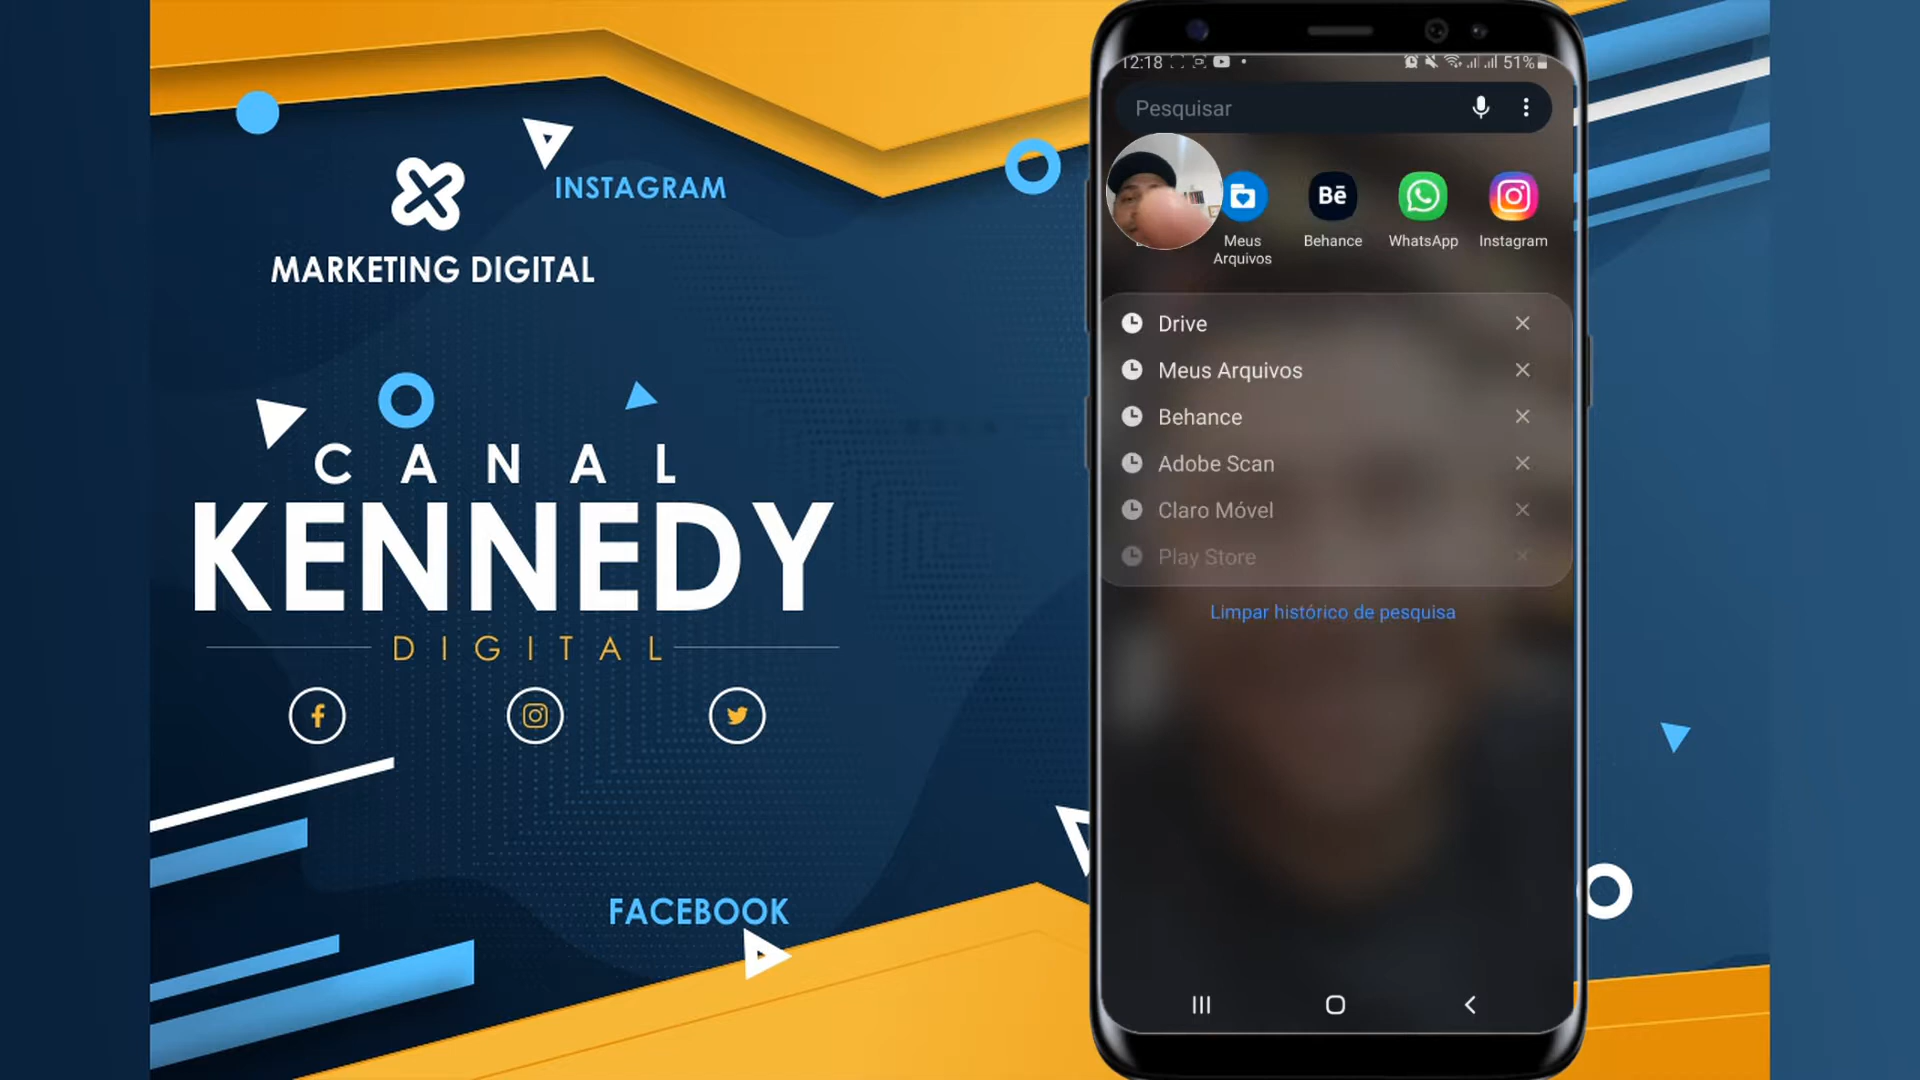 INSTAGRAM
MARKETING DIGITAL
CANAL
KENNEDY
DIGITAL
FACEBOOK
12:18
51%
Pesquisar
Meus
Arquivos
Behance
WhatsApp
Instagram
Bē
Drive
Meus Arquivos
Behance
Adobe Scan
Claro Móvel
Play Store
Limpar histórico de pesquisa